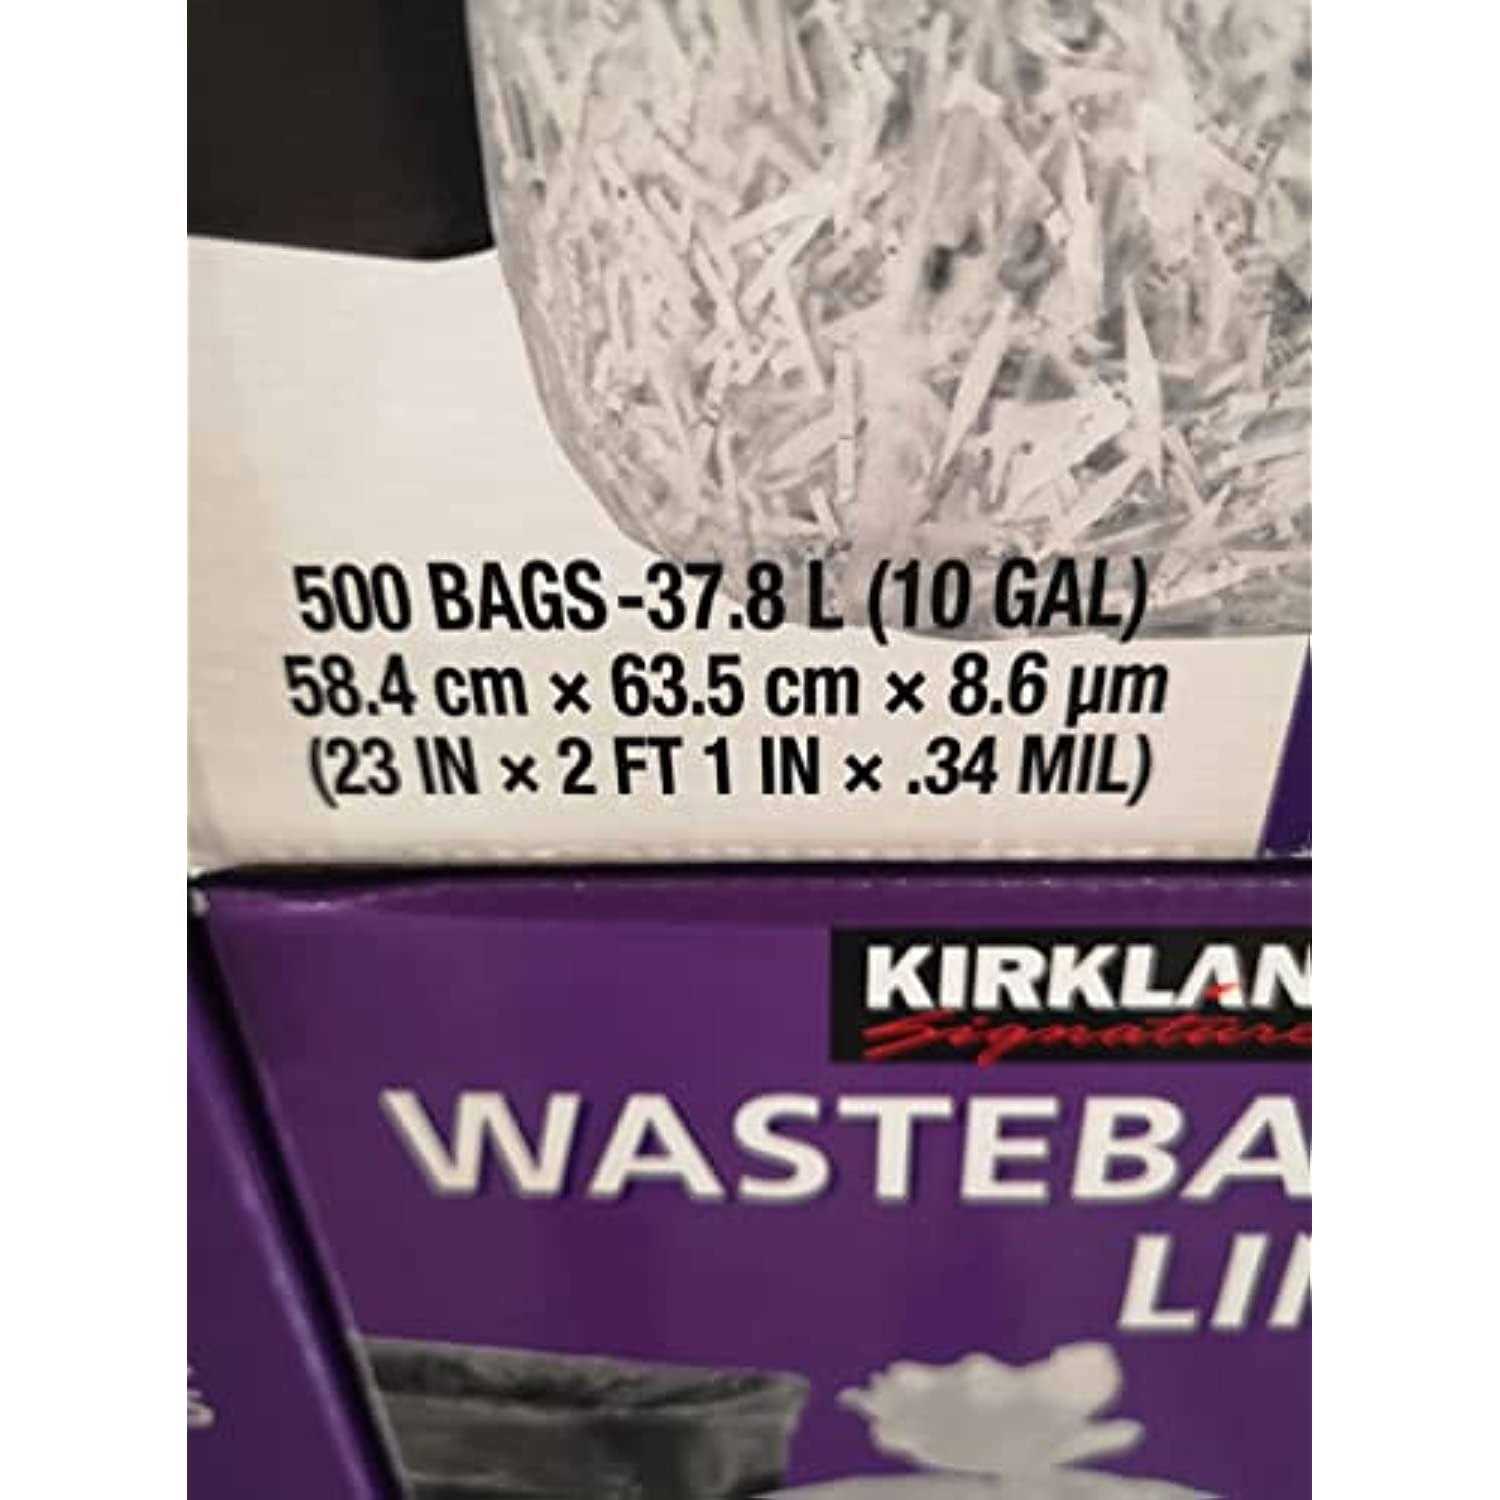 500 BAGS - 37.8 L (10 GAL)
58.4 cm × 63.5 cm × 8.6 µm
(23 IN × 2 FT 1 IN × .34 MIL)
KIRKLAN
Signature
WASTEBA
LI